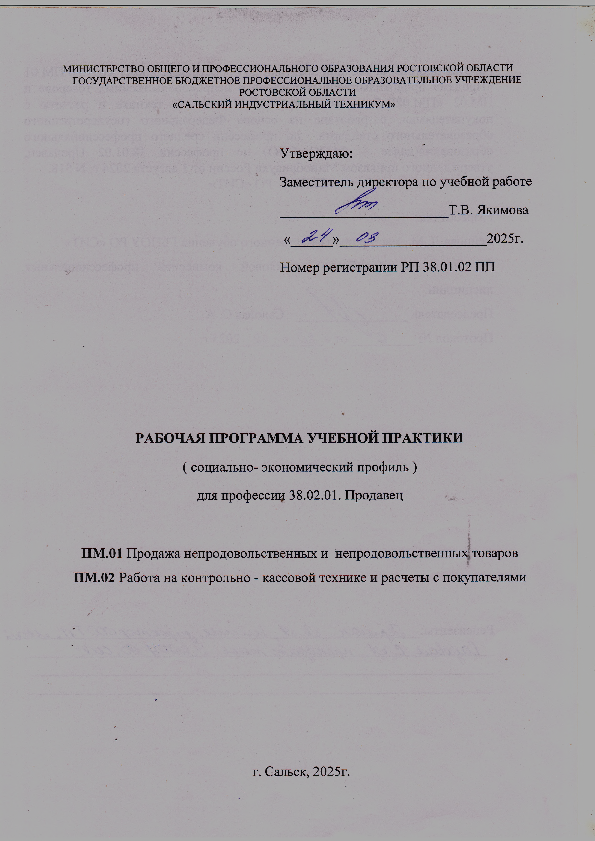 МИНИСТЕРСТВО ОБЩЕГО И ПРОФЕССИОНАЛЬНОГО ОБРАЗОВАНИЯ РОСТОВСКОЙ ОБЛАСТИ
ГОСУДАРСТВЕННОЕ БЮДЖЕТНОЕ ПРОФЕССИОНАЛЬНОЕ ОБРАЗОВАТЕЛЬНОЕ УЧРЕЖДЕНИЕ
РОСТОВСКОЙ ОБЛАСТИ
«САЛЬСКИЙ ИНДУСТРИАЛЬНЫЙ ТЕХНИКУМ»
Утверждаю:
Заместитель директора по учебной работе
Т.В. Якимова
« 24 » 03 2025г.
Номер регистрации РП 38.01.02 ПП
РАБОЧАЯ ПРОГРАММА УЧЕБНОЙ ПРАКТИКИ
( социально- экономический профиль )
для профессии 38.02.01. Продавец
ПМ.01 Продажа непродовольственных и непродовольственных товаров
ПМ.02 Работа на контрольно - кассовой технике и расчеты с покупателями
г. Сальск, 2025г.